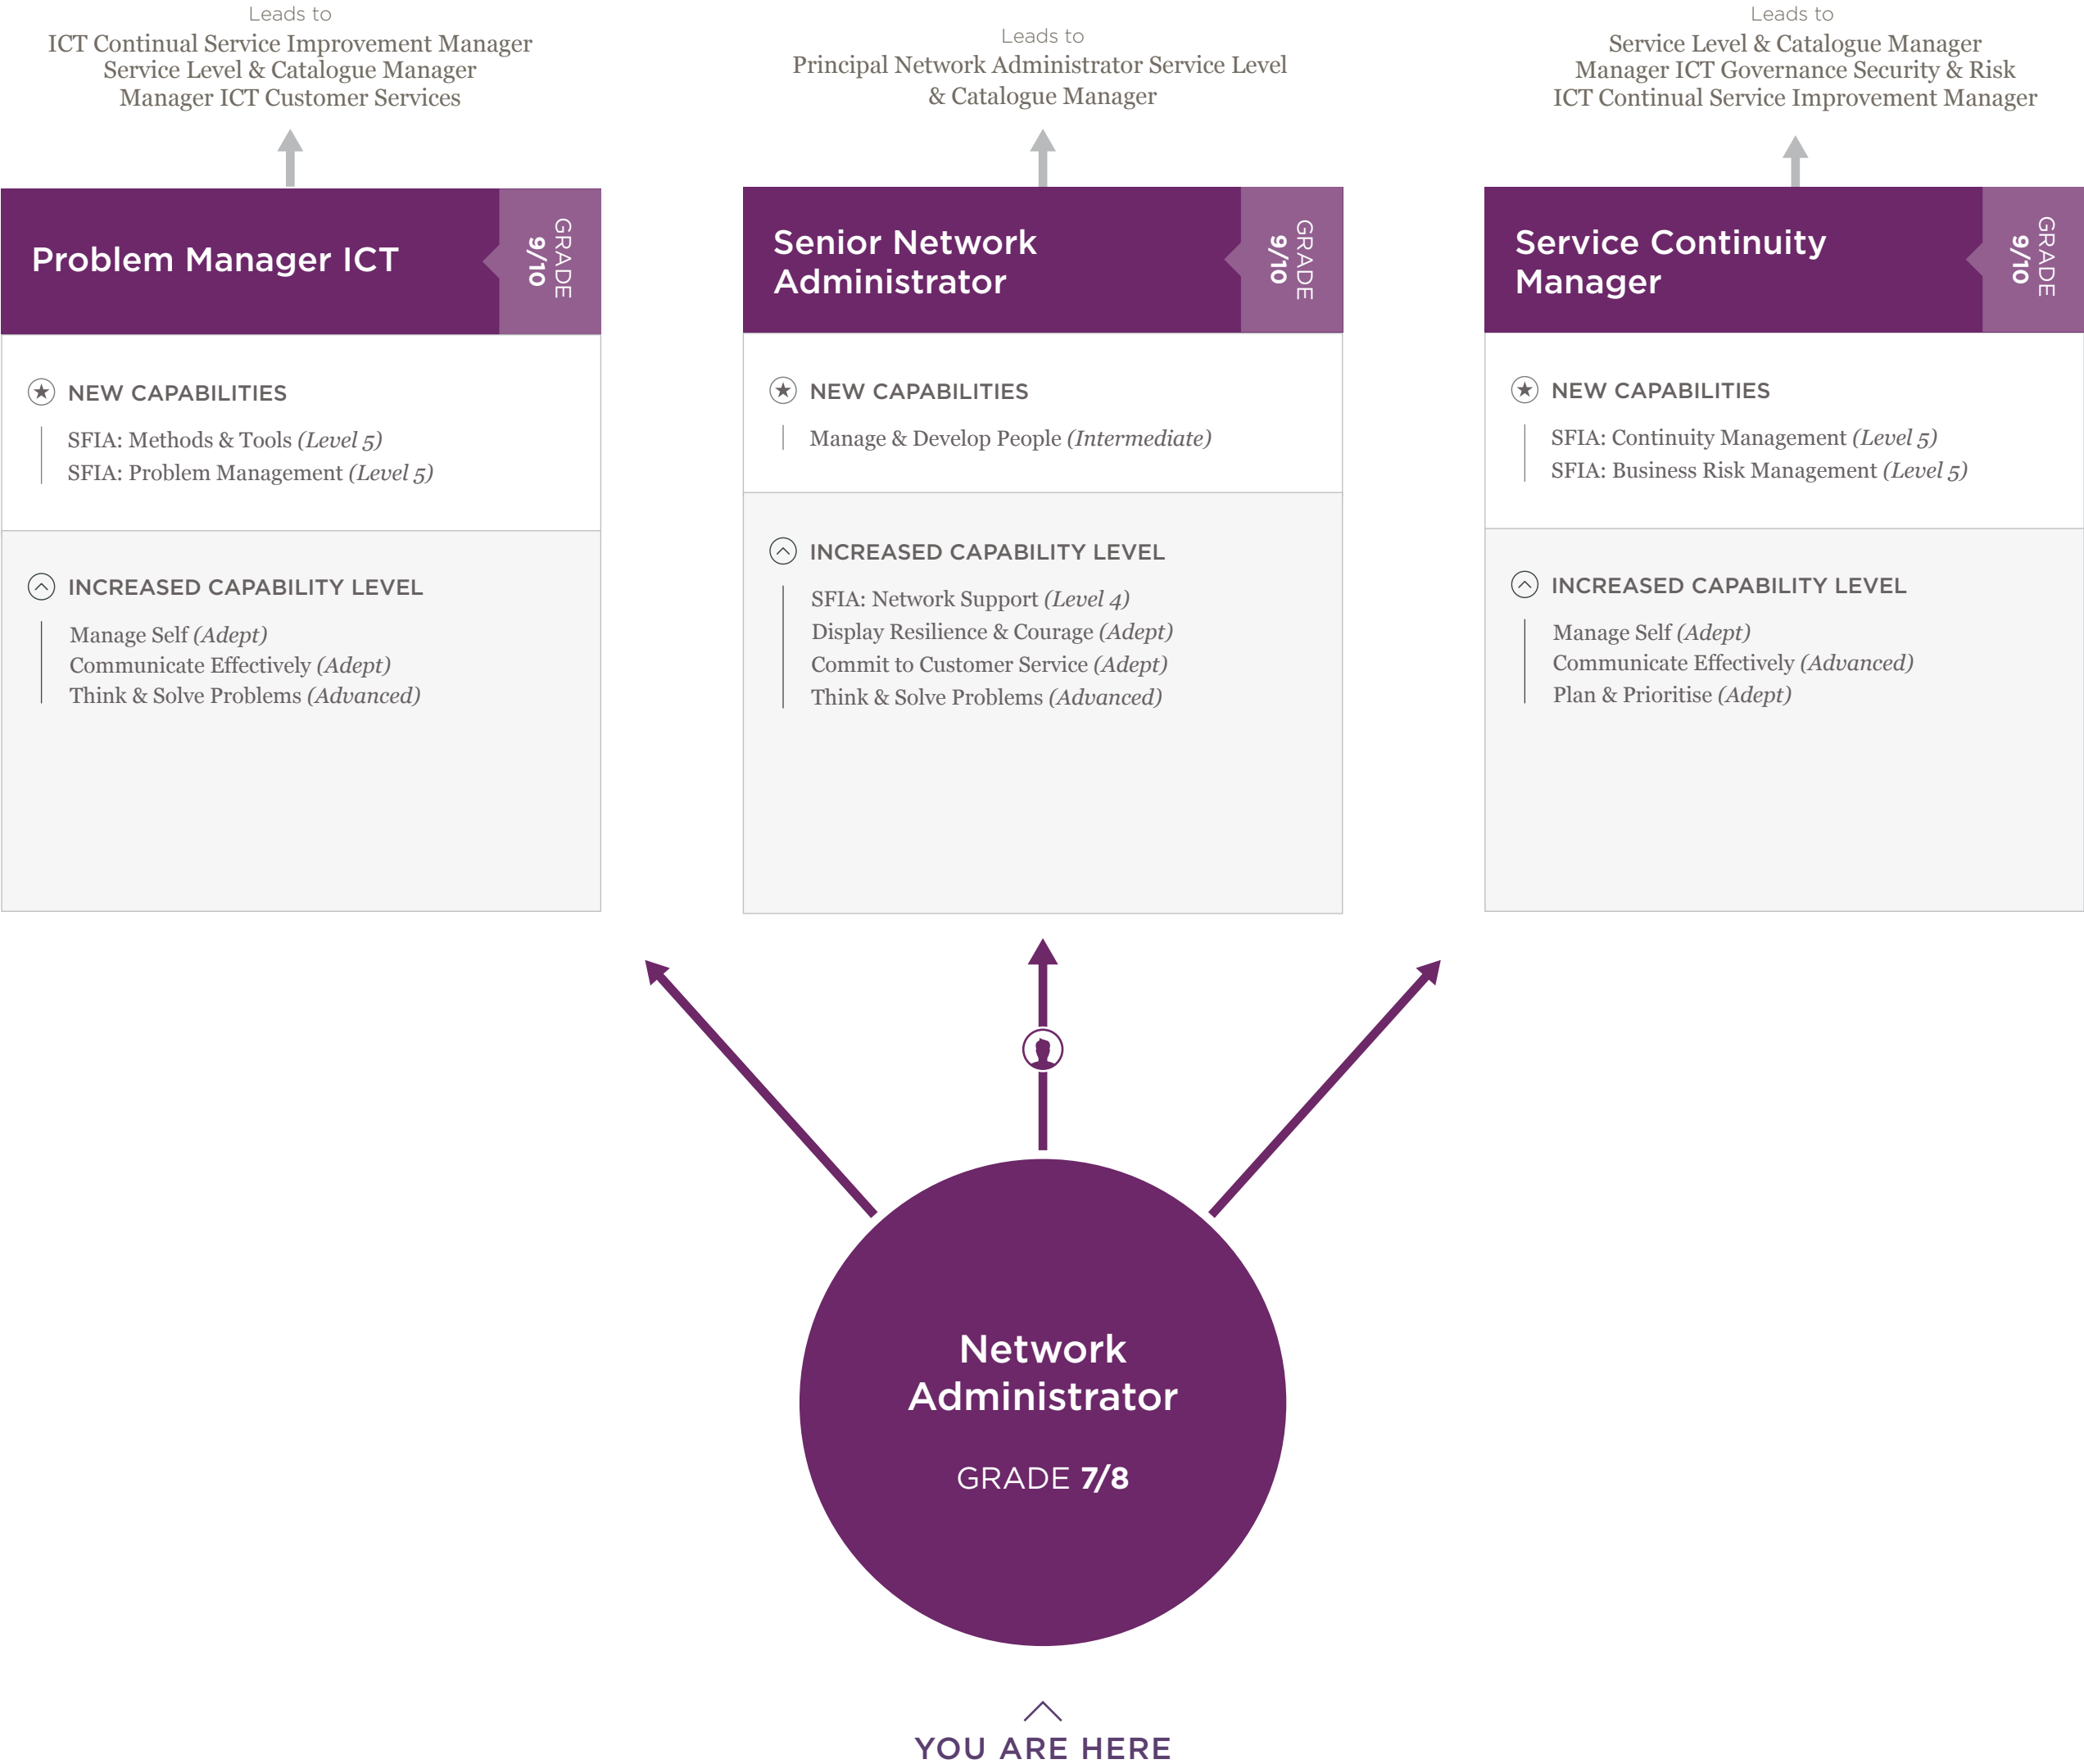 Leads to
ICT Continual Service Improvement Manager
Service Level & Catalogue Manager
Manager ICT Customer Services
Problem Manager ICT
GRADE
9/10
NEW CAPABILITIES
SFIA: Methods & Tools (Level 5)
SFIA: Problem Management (Level 5)
INCREASED CAPABILITY LEVEL
Manage Self (Adept)
Communicate Effectively (Adept)
Think & Solve Problems (Advanced)
Leads to
Principal Network Administrator Service Level
& Catalogue Manager
Senior Network
Administrator
GRADE
9/10
NEW CAPABILITIES
Manage & Develop People (Intermediate)
INCREASED CAPABILITY LEVEL
SFIA: Network Support (Level 4)
Display Resilience & Courage (Adept)
Commit to Customer Service (Adept)
Think & Solve Problems (Advanced)
Leads to
Service Level & Catalogue Manager
Manager ICT Governance Security & Risk
ICT Continual Service Improvement Manager
Service Continuity
Manager
GRADE
9/10
NEW CAPABILITIES
SFIA: Continuity Management (Level 5)
SFIA: Business Risk Management (Level 5)
INCREASED CAPABILITY LEVEL
Manage Self (Adept)
Communicate Effectively (Advanced)
Plan & Prioritise (Adept)
Network
Administrator
GRADE 7/8
YOU ARE HERE